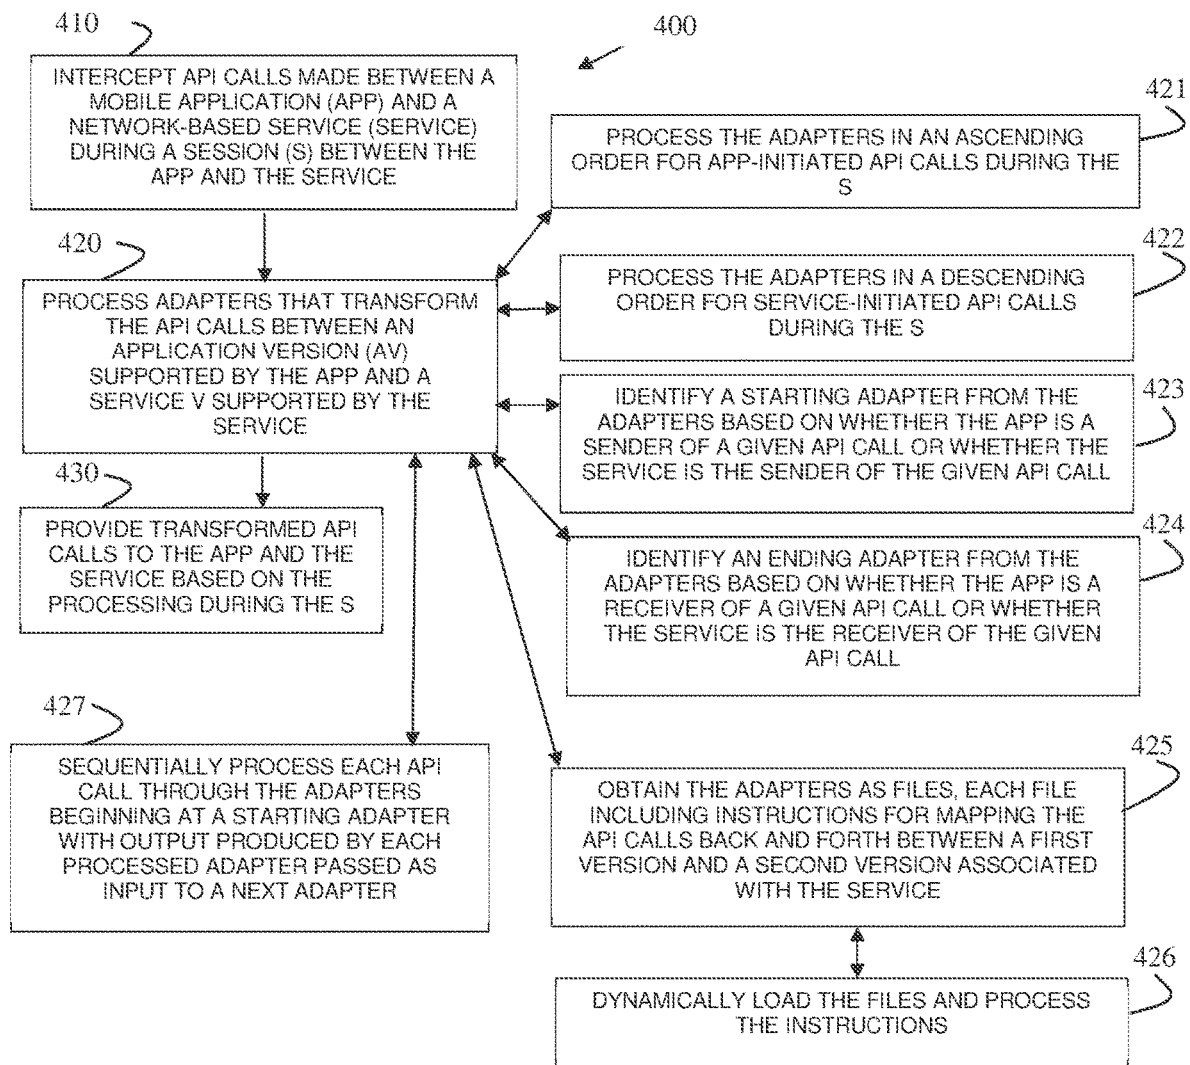 410
400
INTERCEPT API CALLS MADE BETWEEN A
MOBILE APPLICATION (APP) AND A
NETWORK-BASED SERVICE (SERVICE)
DURING A SESSION (S) BETWEEN THE
APP AND THE SERVICE
421
PROCESS THE ADAPTERS IN AN ASCENDING
ORDER FOR APP-INITIATED API CALLS DURING THE
S
420
PROCESS ADAPTERS THAT TRANSFORM
THE API CALLS BETWEEN AN
APPLICATION VERSION (AV)
SUPPORTED BY THE APP AND A
SERVICE V SUPPORTED BY THE
SERVICE
422
PROCESS THE ADAPTERS IN A DESCENDING
ORDER FOR SERVICE-INITIATED API CALLS
DURING THE S
423
IDENTIFY A STARTING ADAPTER FROM THE
ADAPTERS BASED ON WHETHER THE APP IS A
SENDER OF A GIVEN API CALL OR WHETHER THE
SERVICE IS THE SENDER OF THE GIVEN API CALL
430
PROVIDE TRANSFORMED API
CALLS TO THE APP AND THE
SERVICE BASED ON THE
PROCESSING DURING THE S
424
IDENTIFY AN ENDING ADAPTER FROM THE
ADAPTERS BASED ON WHETHER THE APP IS A
RECEIVER OF A GIVEN API CALL OR WHETHER
THE SERVICE IS THE RECEIVER OF THE GIVEN
API CALL
427
SEQUENTIALLY PROCESS EACH API
CALL THROUGH THE ADAPTERS
BEGINNING AT A STARTING ADAPTER
WITH OUTPUT PRODUCED BY EACH
PROCESSED ADAPTER PASSED AS
INPUT TO A NEXT ADAPTER
425
OBTAIN THE ADAPTERS AS FILES, EACH FILE
INCLUDING INSTRUCTIONS FOR MAPPING THE
API CALLS BACK AND FORTH BETWEEN A FIRST
VERSION AND A SECOND VERSION ASSOCIATED
WITH THE SERVICE
426
DYNAMICALLY LOAD THE FILES AND PROCESS
THE INSTRUCTIONS